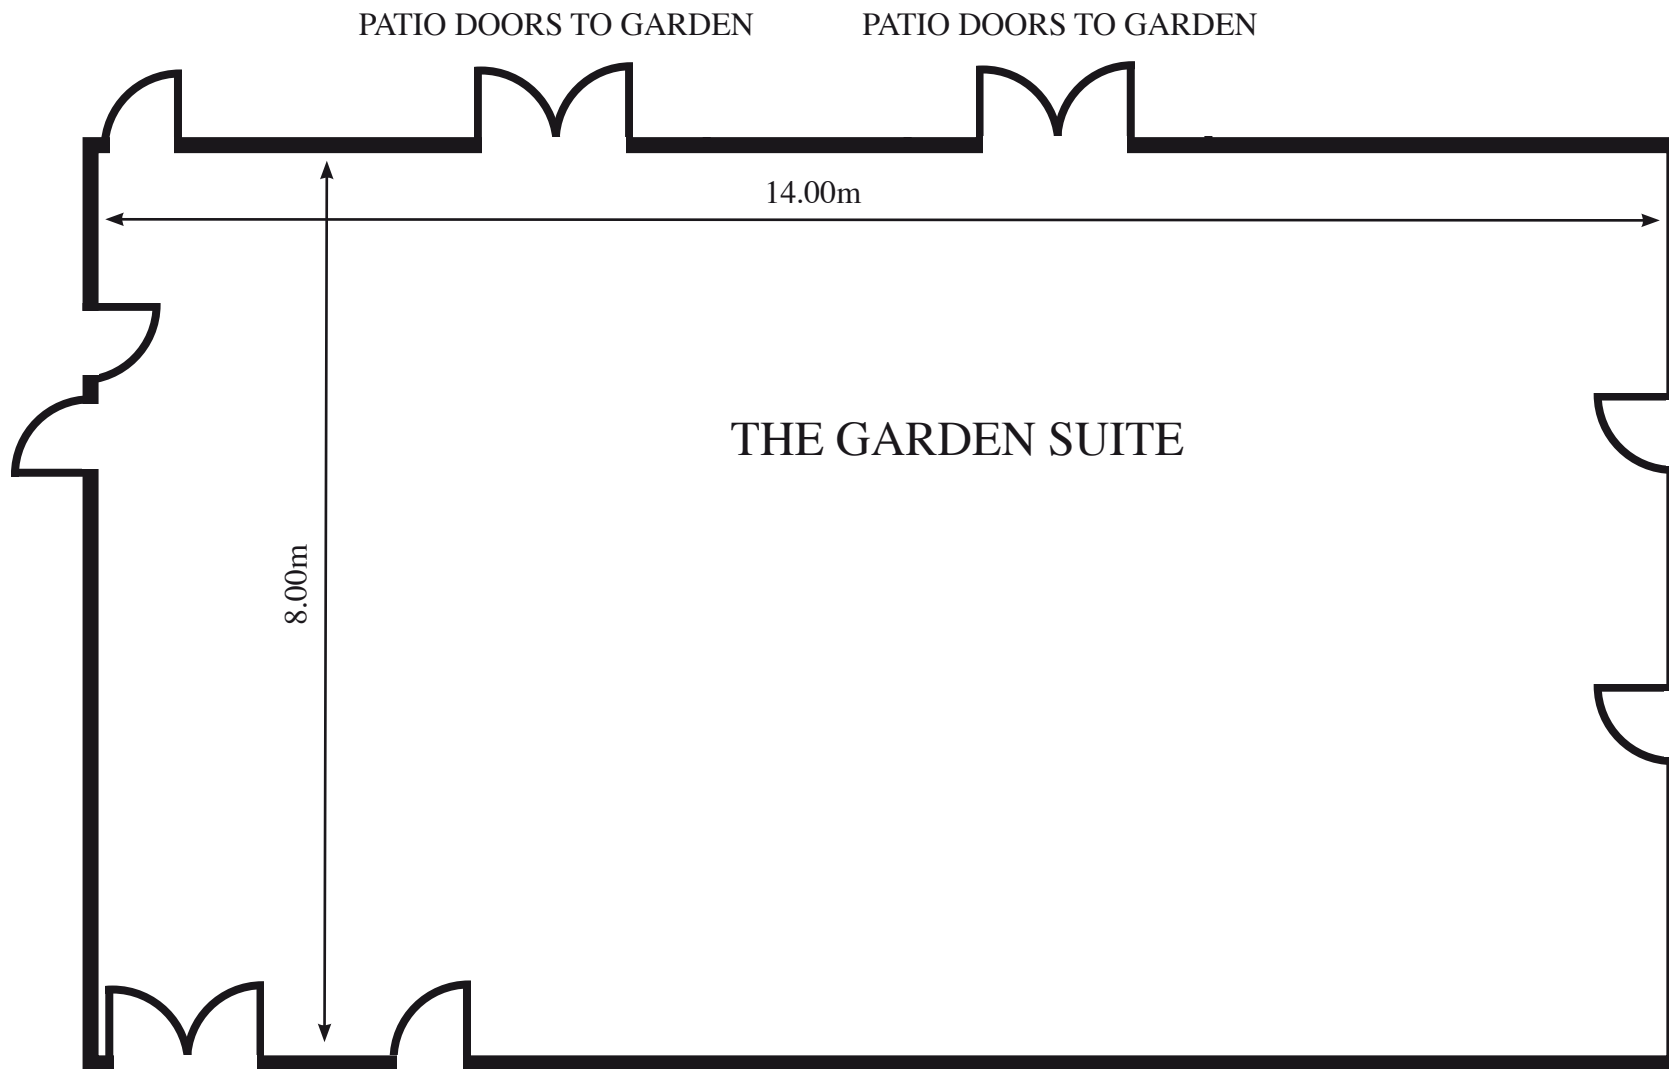 PATIO DOORS TO GARDEN
PATIO DOORS TO GARDEN
14.00m
THE GARDEN SUITE
8.00m